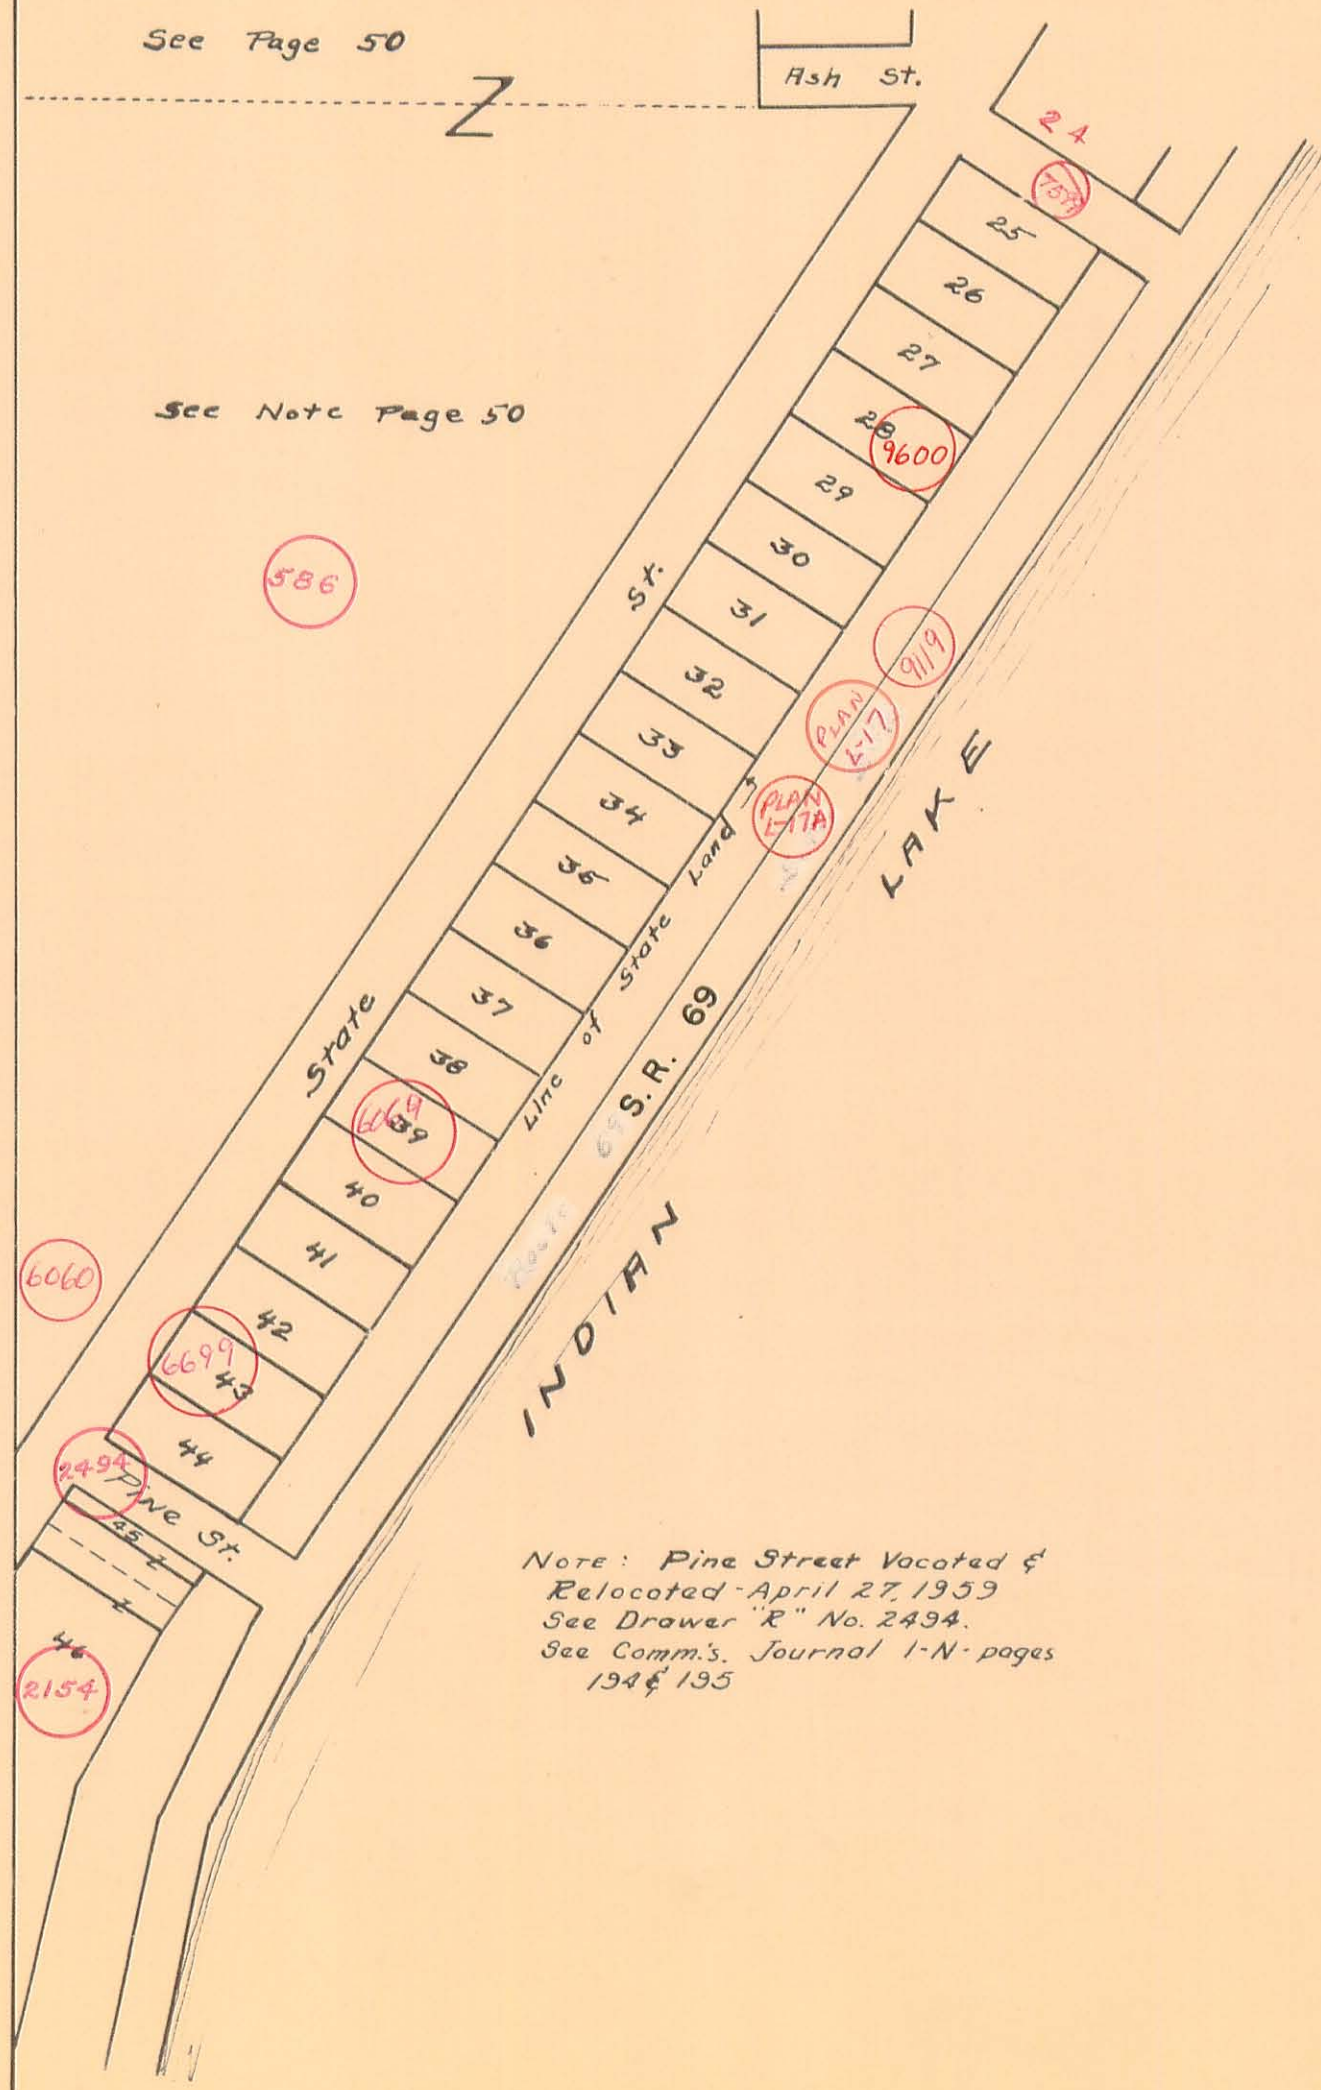 See Page 50
Z
Ash St.
24
25
26
27
28
9600
29
See Note Page 50
30
586
31
St.
32
9119
33
PLAN
L-17
34
PLAN
L-17A
35
36
37
38
State
Line of State Land
S.R. 69
LAKE
6069
39
40
41
6060
42
6699
43
INDIAN
44
2494
Pine St.
45
46
2154
NOTE: Pine Street Vacated &
Relocated - April 27, 1959
See Drawer "R" No. 2494.
See Comm.'s. Journal 1-N- pages
194 & 195